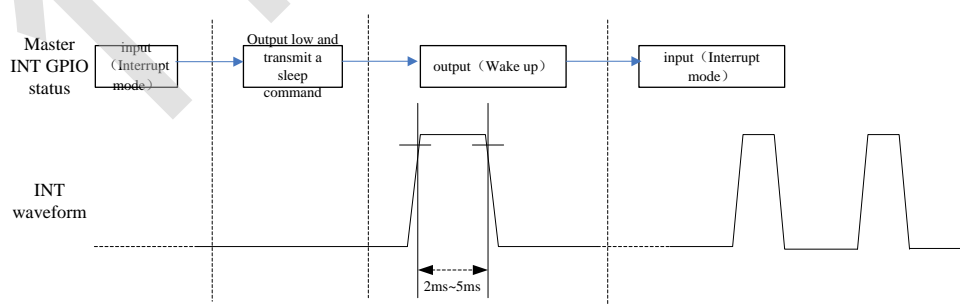 Master
INT GPIO
status
input
（Interrupt
mode）
Output low and
transmit a
sleep
command
output（Wake up）
input（Interrupt
mode）
INT
waveform
2ms~5ms